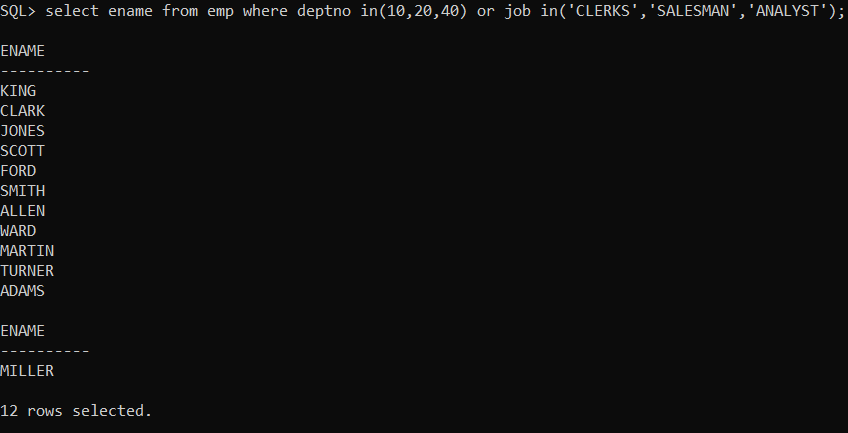 SQL> select ename from emp where deptno in(10,20,40) or job in('CLERKS','SALESMAN','ANALYST');
ENAME
----------
KING
CLARK
JONES
SCOTT
FORD
SMITH
ALLEN
WARD
MARTIN
TURNER
ADAMS
ENAME
----------
MILLER
12 rows selected.